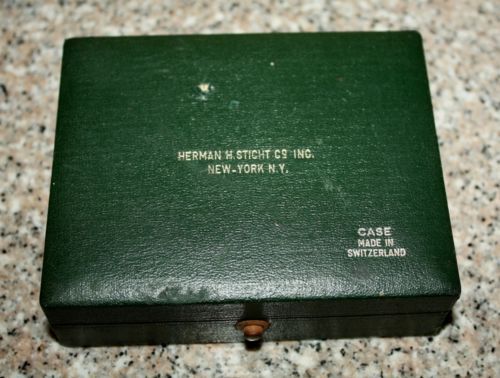 HERMAN H. STICHT Cº INC.
NEW-YORK N.Y.
CASE
MADE IN
SWITZERLAND